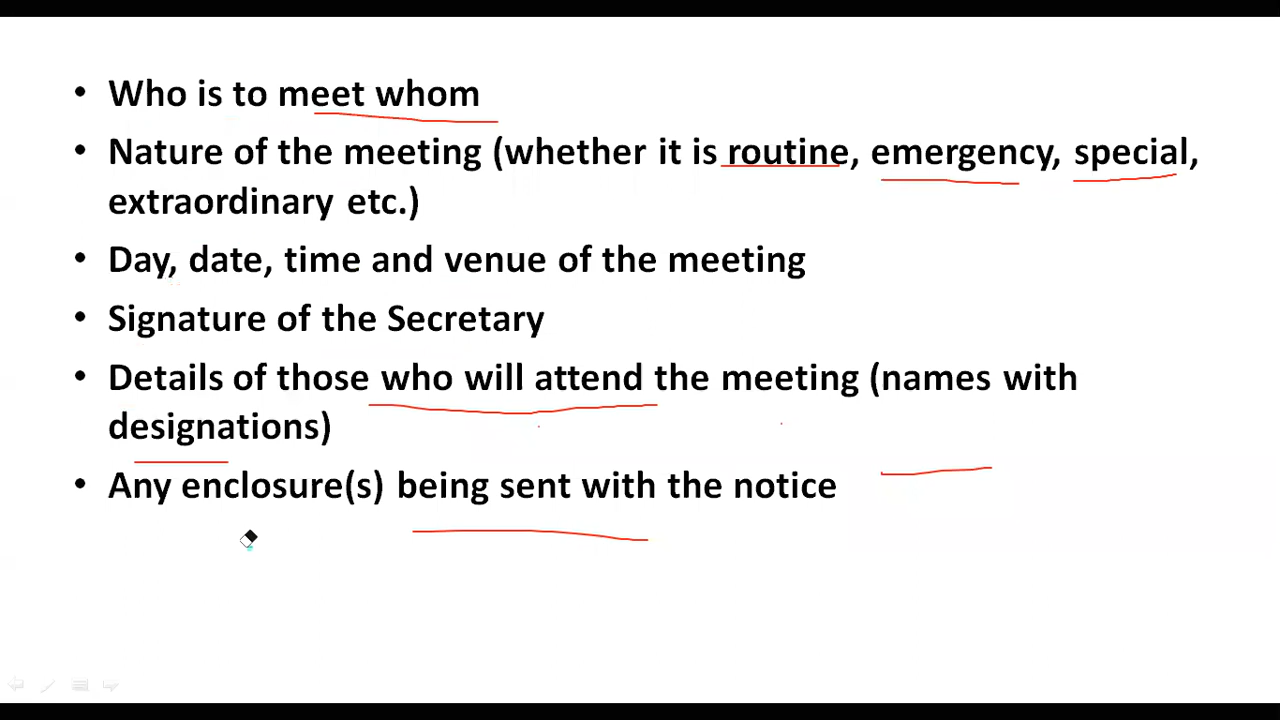 • Who is to meet whom
• Nature of the meeting (whether it is routine, emergency, special,
extraordinary etc.)
• Day, date, time and venue of the meeting
• Signature of the Secretary
• Details of those who will attend the meeting (names with
designations)
• Any enclosure(s) being sent with the notice